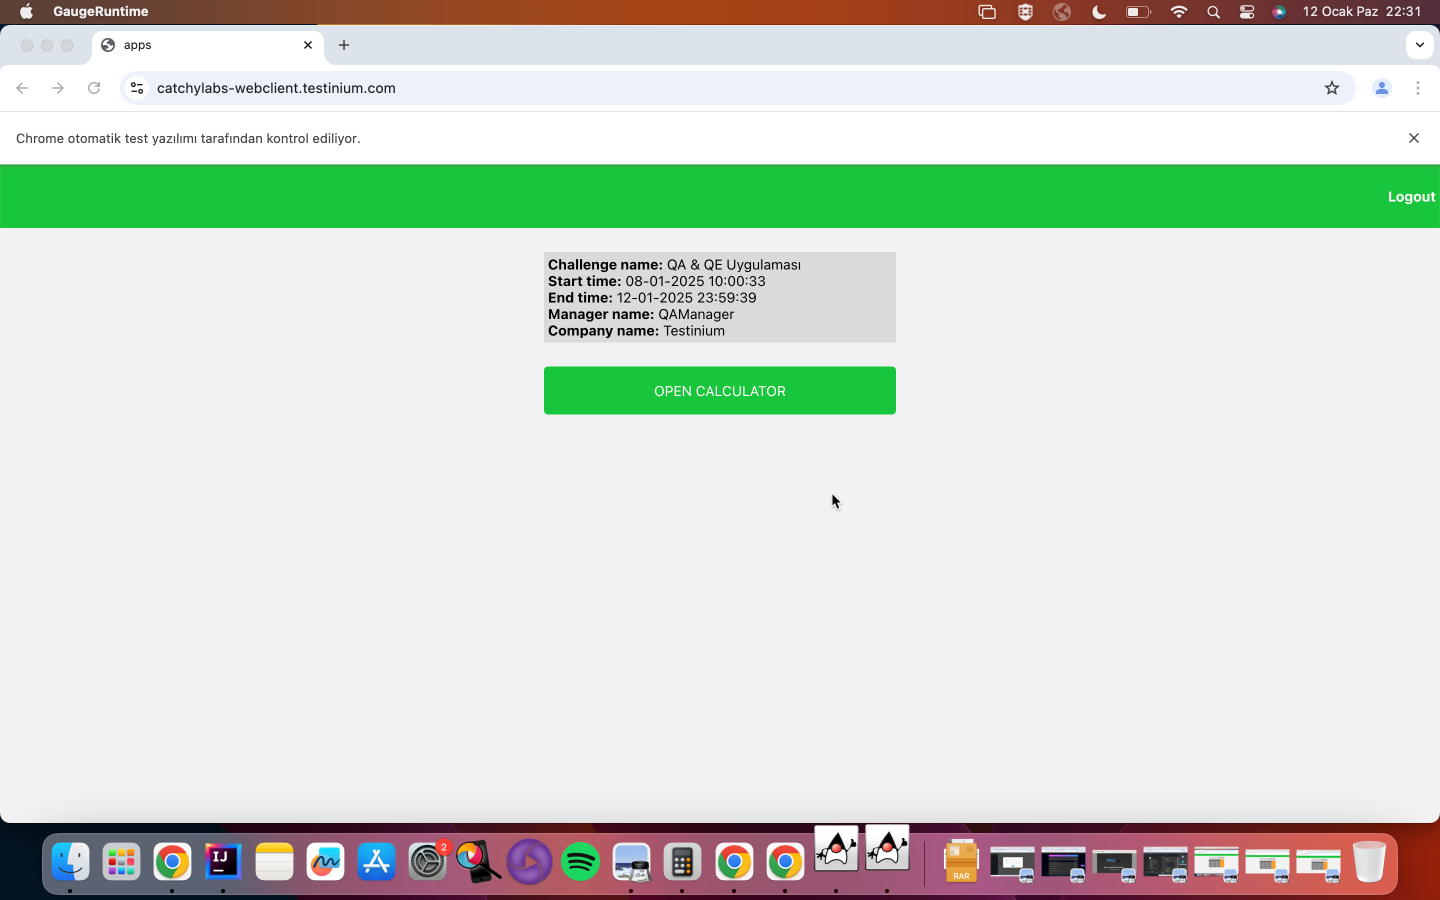 GaugeRuntime
12 Ocak Paz 22:31
apps
catchylabs-webclient.testinium.com
Chrome otomatik test yazılımı tarafından kontrol ediliyor.
Logout
Challenge name: QA & QE Uygulaması
Start time: 08-01-2025 10:00:33
End time: 12-01-2025 23:59:39
Manager name: QAManager
Company name: Testinium
OPEN CALCULATOR
IJ
2
RAR